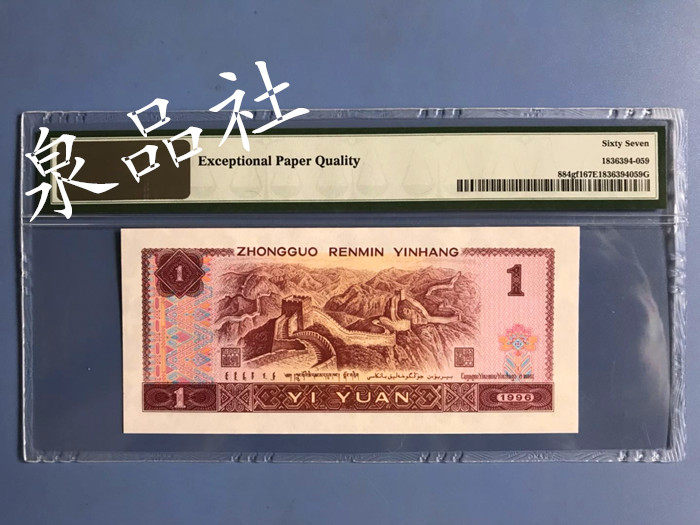 泉品社
Exceptional Paper Quality
Sixty Seven
1836394-059
884gf167E1836394059G
ZHONGGUO RENMIN YINHANG
1
1
1
YI YUAN
1996